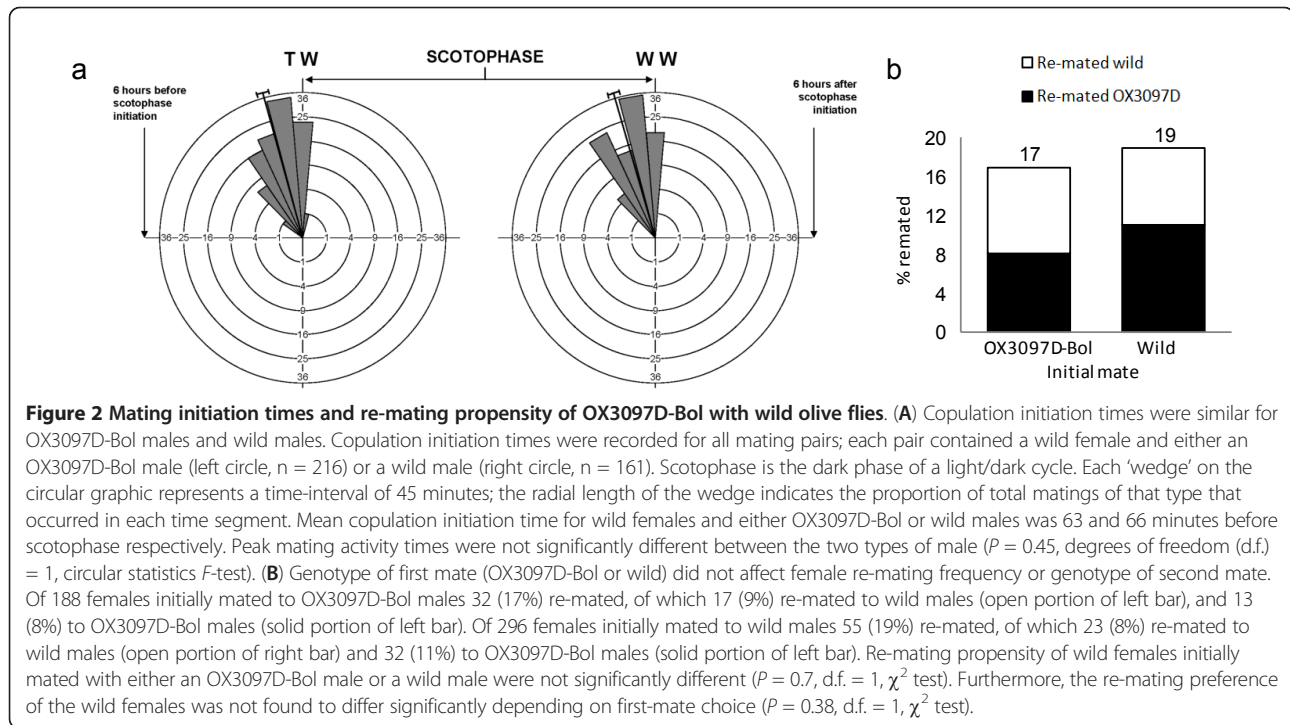 a
T W
SCOTOPHASE
W W
6 hours before
scotophase
initiation
6 hours after
scotophase
initiation
36
25
36 25 16 9 4 1 1 4 9 16 25 36
1
4
9
16
25
36
36
25
36 25 16 9 4 1 1 4 9 16 25 36
1
4
9
16
25
36
b
Re-mated wild
Re-mated OX3097D
% remated
20
16
12
8
4
0
17
19
OX3097D-Bol Wild
Initial mate
Figure 2 Mating initiation times and re-mating propensity of OX3097D-Bol with wild olive flies. (A) Copulation initiation times were similar for
OX3097D-Bol males and wild males. Copulation initiation times were recorded for all mating pairs; each pair contained a wild female and either an
OX3097D-Bol male (left circle, n = 216) or a wild male (right circle, n = 161). Scotophase is the dark phase of a light/dark cycle. Each ‘wedge’ on the
circular graphic represents a time-interval of 45 minutes; the radial length of the wedge indicates the proportion of total matings of that type that
occurred in each time segment. Mean copulation initiation time for wild females and either OX3097D-Bol or wild males was 63 and 66 minutes before
scotophase respectively. Peak mating activity times were not significantly different between the two types of male (P = 0.45, degrees of freedom (d.f.)
= 1, circular statistics F-test). (B) Genotype of first mate (OX3097D-Bol or wild) did not affect female re-mating frequency or genotype of second mate.
Of 188 females initially mated to OX3097D-Bol males 32 (17%) re-mated, of which 17 (9%) re-mated to wild males (open portion of left bar), and 13
(8%) to OX3097D-Bol males (solid portion of left bar). Of 296 females initially mated to wild males 55 (19%) re-mated, of which 23 (8%) re-mated to
wild males (open portion of right bar) and 32 (11%) to OX3097D-Bol males (solid portion of left bar). Re-mating propensity of wild females initially
mated with either an OX3097D-Bol male or a wild male were not significantly different (P = 0.7, d.f. = 1, χ² test). Furthermore, the re-mating preference
of the wild females was not found to differ significantly depending on first-mate choice (P = 0.38, d.f. = 1, χ² test).